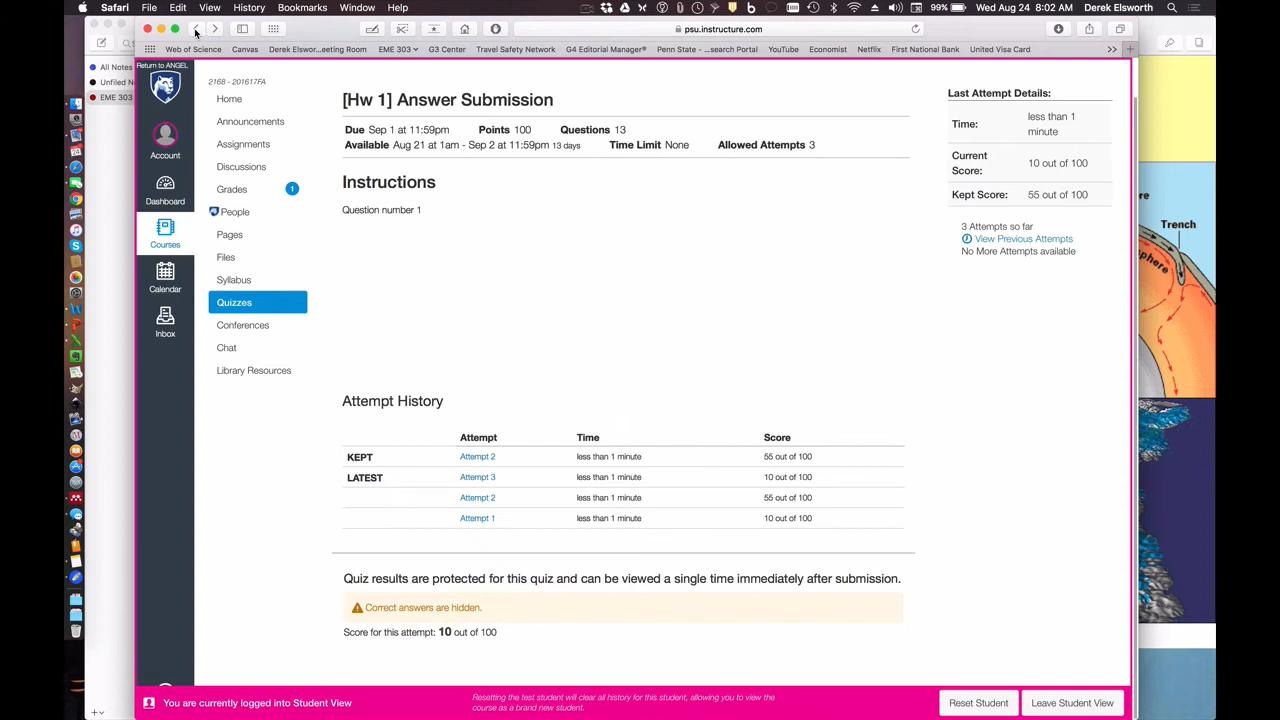 Safari File Edit View History Bookmarks Window Help
99% Wed Aug 24 8:02 AM Derek Elsworth
psu.instructure.com
Web of Science Canvas Derek Elswor...eeting Room EME 303 G3 Center Travel Safety Network G4 Editorial Manager® Penn State - ...search Portal YouTube Economist Netflix First National Bank United Visa Card
All Notes
Unfiled N
EME 303
Return to ANGEL
Account
Dashboard
Courses
Calendar
Inbox
2168 - 201617FA
Home
Announcements
Assignments
Discussions
Grades 1
People
Pages
Files
Syllabus
Quizzes
Conferences
Chat
Library Resources
[Hw 1] Answer Submission
Due Sep 1 at 11:59pm Points 100 Questions 13
Available Aug 21 at 1am - Sep 2 at 11:59pm 13 days Time Limit None Allowed Attempts 3
Instructions
Question number 1
Attempt History
Attempt Time Score
KEPT Attempt 2 less than 1 minute 55 out of 100
LATEST Attempt 3 less than 1 minute 10 out of 100
Attempt 2 less than 1 minute 55 out of 100
Attempt 1 less than 1 minute 10 out of 100
Quiz results are protected for this quiz and can be viewed a single time immediately after submission.
Correct answers are hidden.
Score for this attempt: 10 out of 100
Last Attempt Details:
Time: less than 1
minute
Current
Score: 10 out of 100
Kept Score: 55 out of 100
3 Attempts so far
View Previous Attempts
No More Attempts available
Trench
You are currently logged into Student View
Resetting the test student will clear all history for this student, allowing you to view the
course as a brand new student.
Reset Student Leave Student View